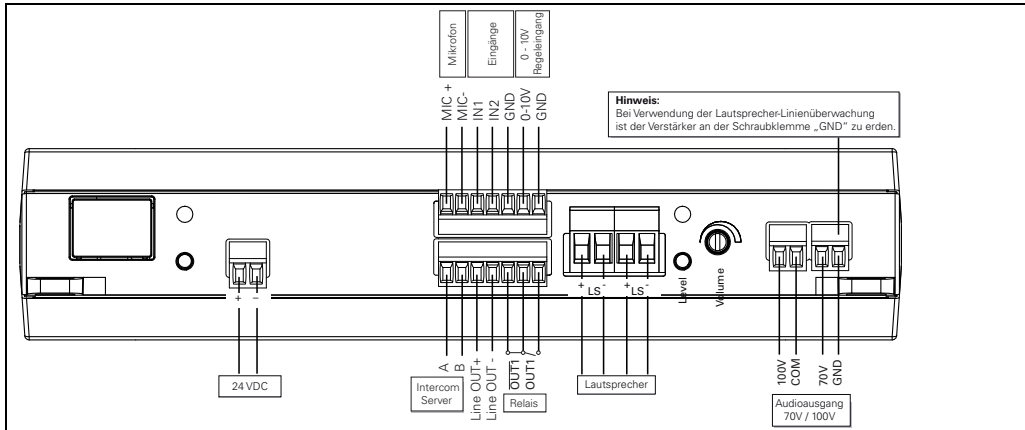 Mikrofon
Eingänge
0 - 10V
Regeleingang
MIC +
MIC-
IN1
IN2
GND
0-10V
GND
Hinweis:
Bei Verwendung der Lautsprecher-Linienüberwachung
ist der Verstärker an der Schraubklemme „GND" zu erden.
+ −
24 VDC
A
B
Line OUT+
Line OUT -
OUT1
OUT1
Intercom
Server
Relais
+ LS -
+ LS -
Lautsprecher
Level
Volume
100V
COM
70V
GND
Audioausgang
70V / 100V